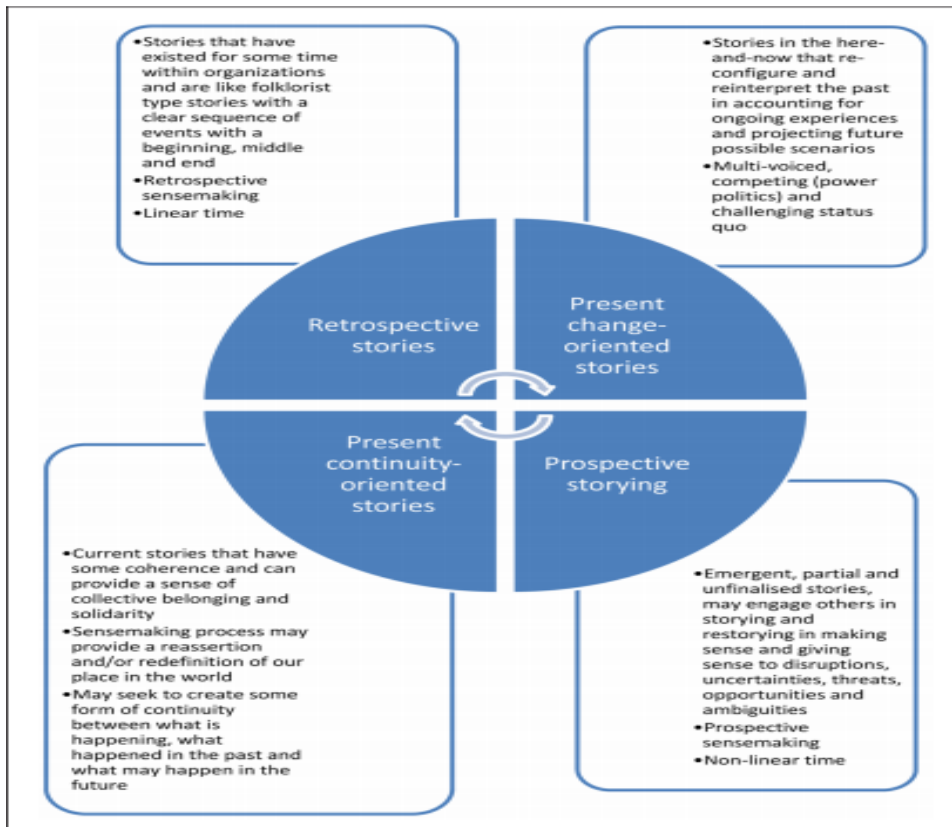 •Stories that have
existed for some time
within organizations
and are like folklorist
type stories with a
clear sequence of
events with a
beginning, middle
and end
•Retrospective
sensemaking
•Linear time
•Stories in the here-
and-now that re-
configure and
reinterpret the past
in accounting for
ongoing experiences
and projecting future
possible scenarios
•Multi-voiced,
competing (power
politics) and
challenging status
quo
Retrospective
stories
Present
change-
oriented
stories
Present
continuity-
oriented
stories
Prospective
storying
•Current stories that have
some coherence and can
provide a sense of
collective belonging and
solidarity
•Sensemaking process may
provide a reassertion
and/or redefinition of our
place in the world
•May seek to create some
form of continuity
between what is
happening, what
happened in the past and
what may happen in the
future
•Emergent, partial and
unfinalised stories,
may engage others in
storying and
restorying in making
sense and giving
sense to disruptions,
uncertainties, threats,
opportunities and
ambiguities
•Prospective
sensemaking
•Non-linear time